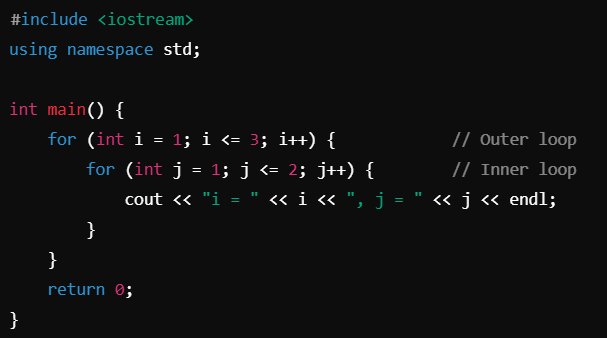 #include <iostream>
using namespace std;
int main() {
for (int i = 1; i <= 3; i++) { // Outer loop
for (int j = 1; j <= 2; j++) { // Inner loop
cout << "i = " << i << ", j = " << j << endl;
}
}
return 0;
}